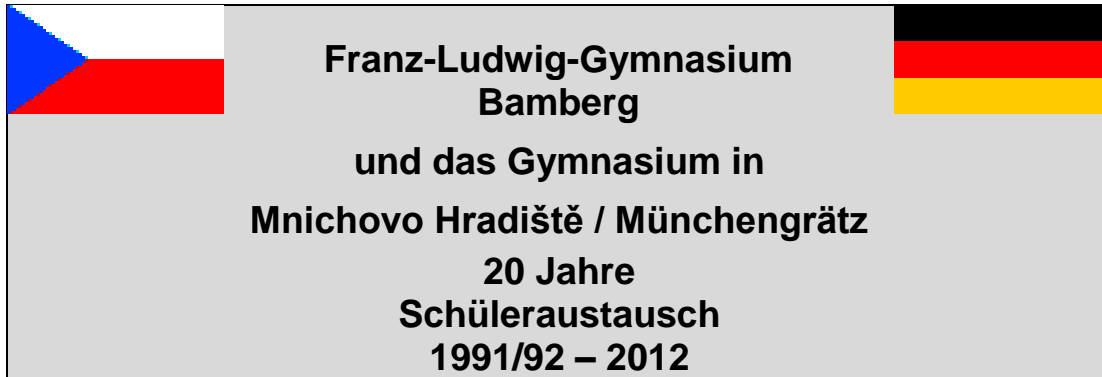 Franz-Ludwig-Gymnasium
Bamberg
und das Gymnasium in
Mnichovo Hradiště / Münchengrätz
20 Jahre
Schüleraustausch
1991/92 – 2012